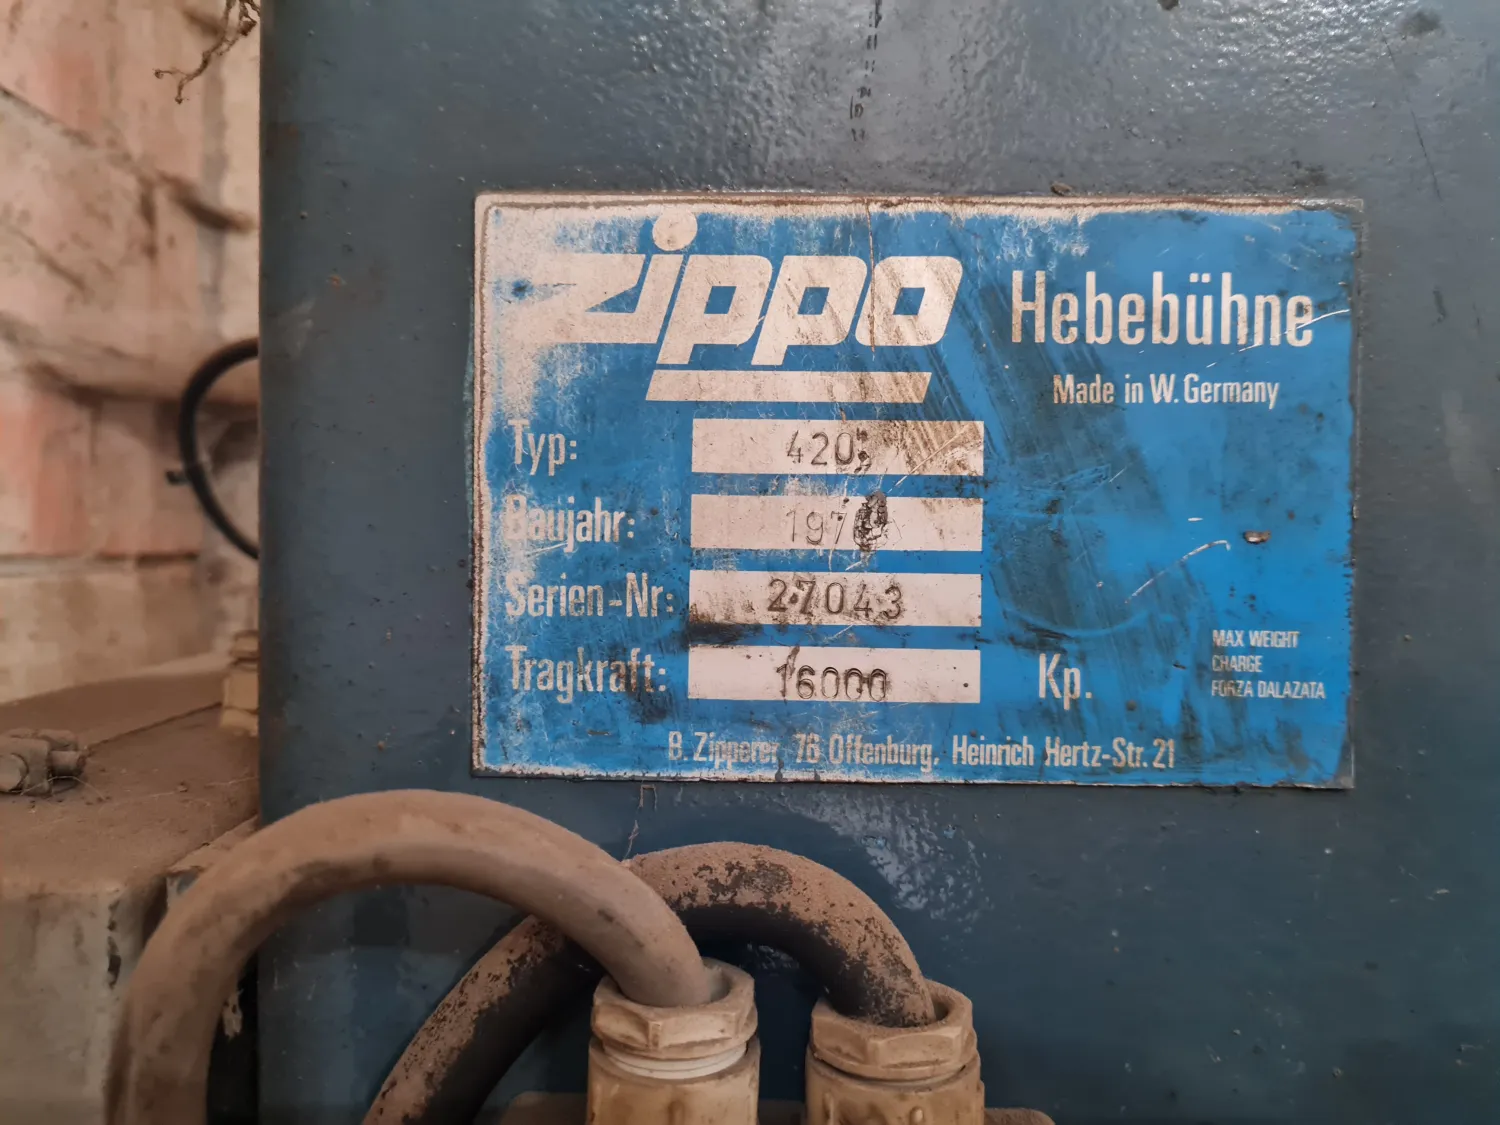 zippo Hebebühne
Made in W. Germany
Typ: 420
Baujahr:
Serien-Nr: 27043
Tragkraft: 16000 Kp.
MAX WEIGHT
CHARGE
FORZA DALAZATA
B. Zipperer, 76 Offenburg, Heinrich Hertz-Str. 21